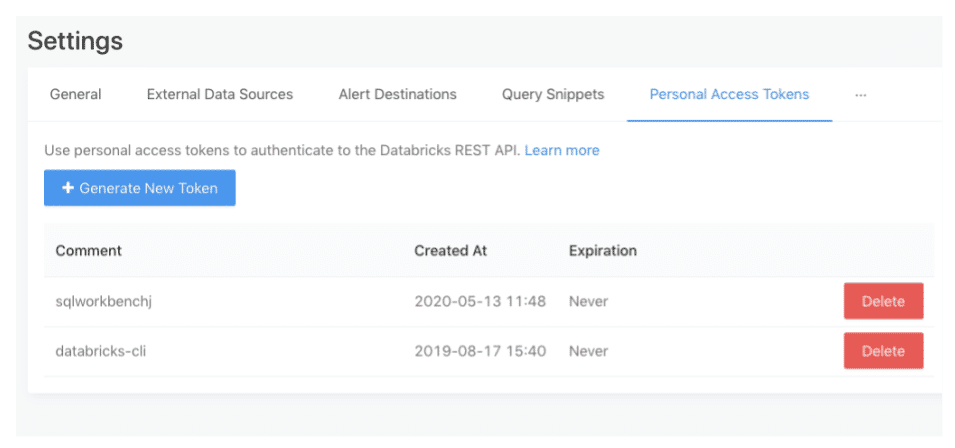 Settings
General External Data Sources Alert Destinations Query Snippets Personal Access Tokens ...
Use personal access tokens to authenticate to the Databricks REST API. Learn more
+ Generate New Token
Comment Created At Expiration
sqlworkbenchj 2020-05-13 11:48 Never Delete
databricks-cli 2019-08-17 15:40 Never Delete